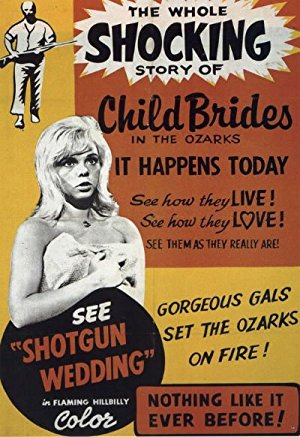 THE WHOLE
SHOCKING
STORY OF
Child Brides
IN THE OZARKS
IT HAPPENS TODAY
See how they LIVE!
See how they LOVE!
SEE THEM AS THEY REALLY ARE!
SEE
"SHOTGUN
WEDDING"
in FLAMING HILLBILLY
Color
GORGEOUS GALS
SET THE OZARKS
ON FIRE!
NOTHING LIKE IT
EVER BEFORE!